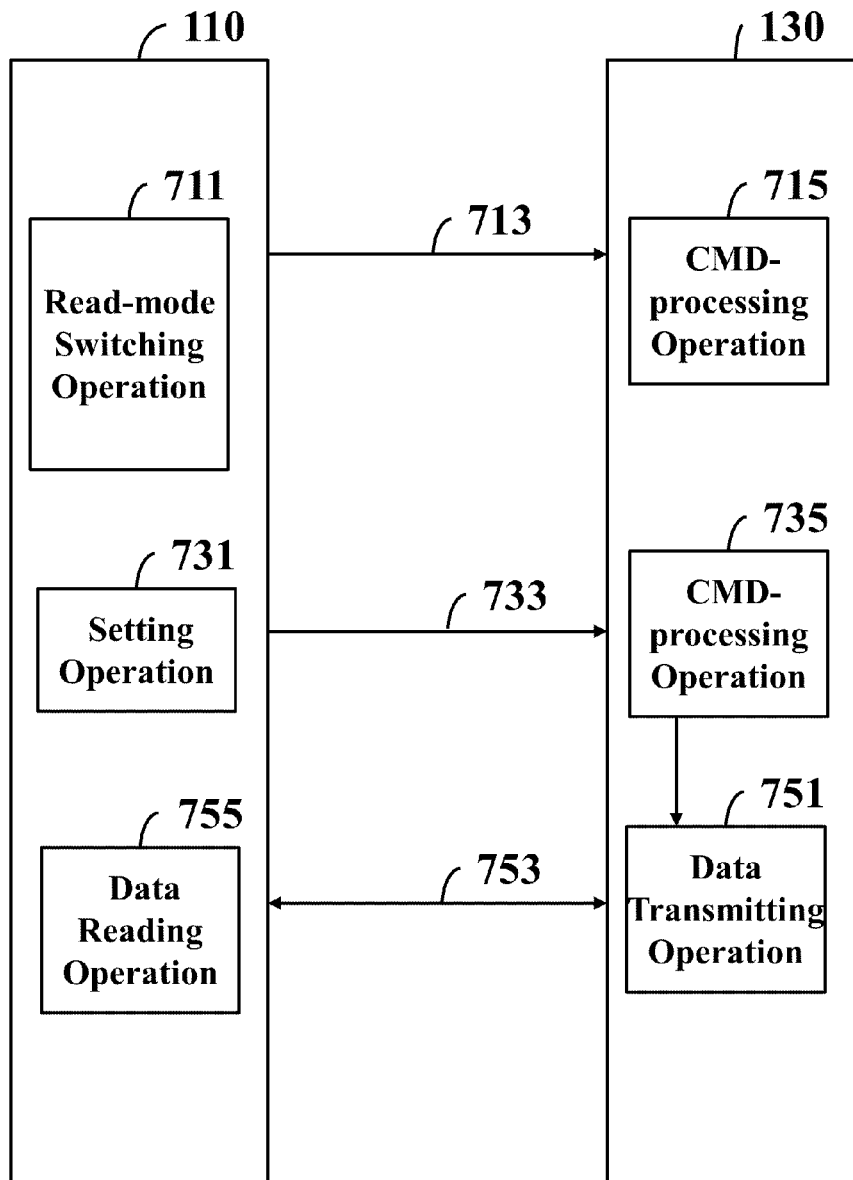 110
130
711
Read-mode
Switching
Operation
713
715
CMD-
processing
Operation
731
Setting
Operation
733
735
CMD-
processing
Operation
755
Data
Reading
Operation
753
751
Data
Transmitting
Operation